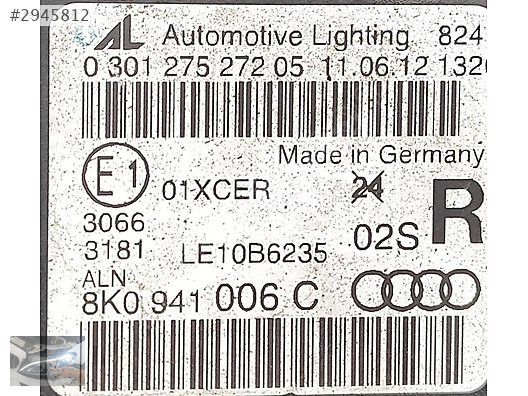 #2945812
AL Automotive Lighting 824
0 301 275 272 05 11.06.12 132
Made in Germany
E1 01XCER 24 R
3066 02S
3181 LE10B6235
ALN
8K0 941 006 C